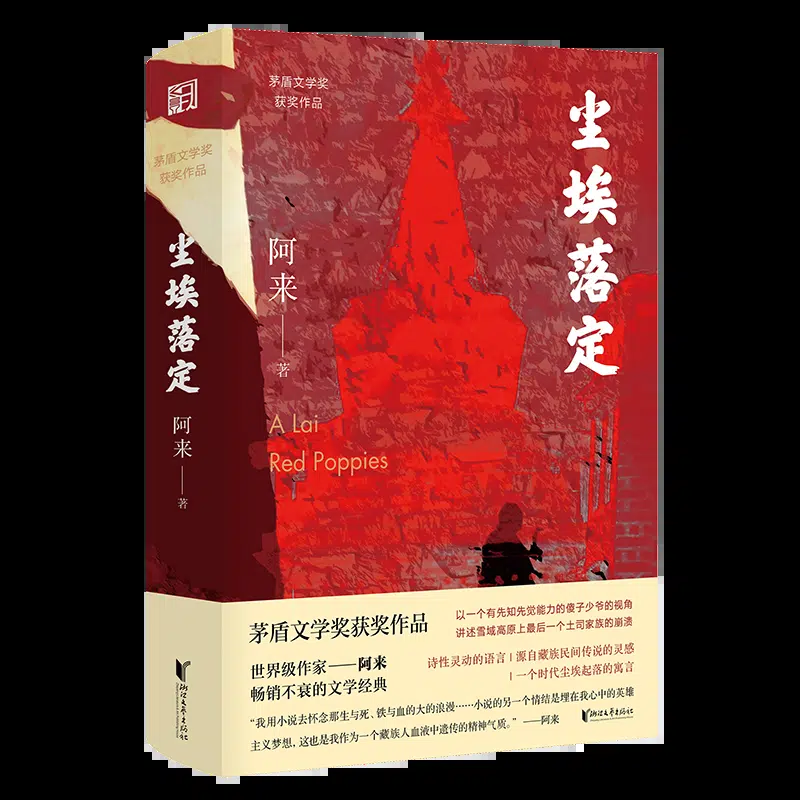 茅盾文学奖
获奖作品
尘埃落定
阿来——著
茅盾文学奖
获奖作品
阿来——著
尘埃落定
A Lai
Red Poppies
茅盾文学奖获奖作品
世界级作家——阿来
畅销不衰的文学经典
以一个有先知先觉能力的傻子少爷的视角
讲述雪域高原上最后一个土司家族的崩溃
诗性灵动的语言|源自藏族民间传说的灵感
|一个时代尘埃起落的寓言
“我用小说去怀念那生与死、铁与血的大的浪漫……小说的另一个情结是埋在我心中的英雄
主义梦想，这也是我作为一个藏族人血液中遗传的精神气质。”——阿来
浙江文艺出版社
浙江文艺出版社